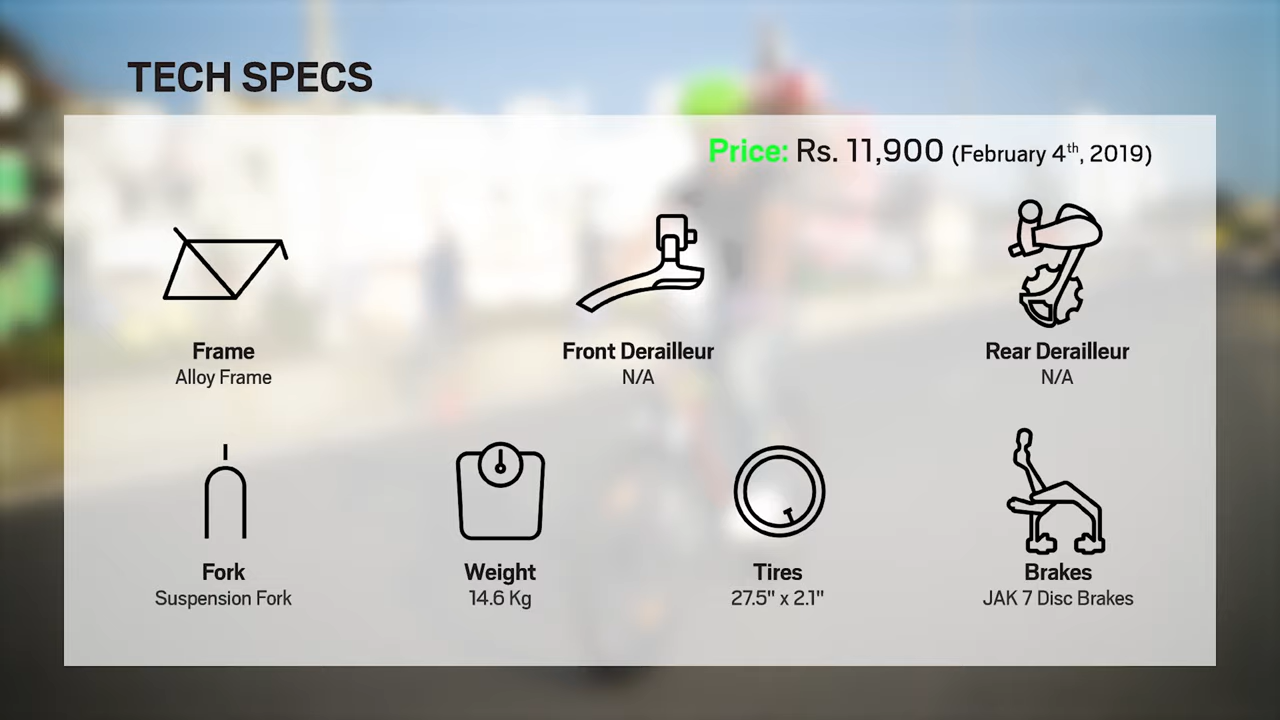 TECH SPECS
Price: Rs. 11,900 (February 4th, 2019)
Frame
Alloy Frame
Front Derailleur
N/A
Rear Derailleur
N/A
Fork
Suspension Fork
Weight
14.6 Kg
Tires
27.5" x 2.1"
Brakes
JAK 7 Disc Brakes